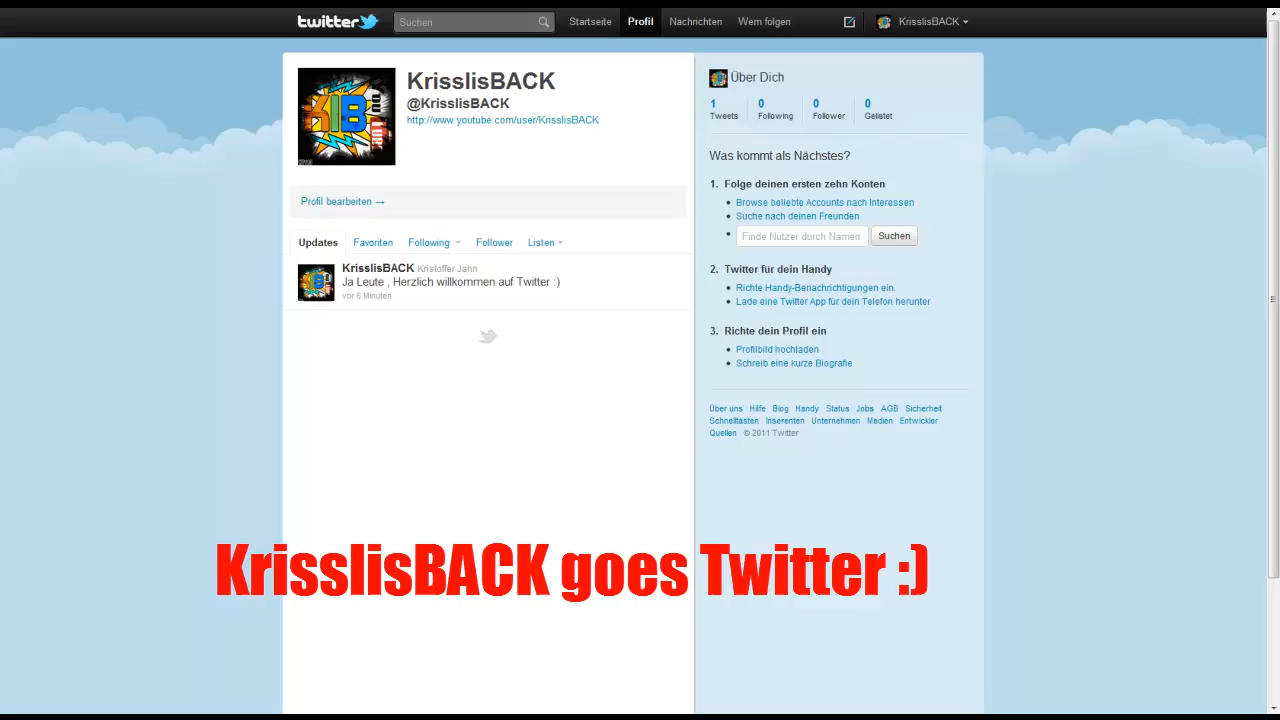 twitter Suchen Startseite Profil Nachrichten Wem folgen KrisslisBACK
KIB
KrisslisBACK
@KrisslisBACK
http://www.youtube.com/user/KrisslisBACK
Profil bearbeiten →
Updates Favoriten Following Follower Listen
KrisslisBACK Kristoffer Jahn
Ja Leute , Herzlich willkommen auf Twitter :)
vor 6 Minuten
Über Dich
1 0 0 0
Tweets Following Follower Gelistet
Was kommt als Nächstes?
1. Folge deinen ersten zehn Konten
• Browse beliebte Accounts nach Interessen
• Suche nach deinen Freunden
• Finde Nutzer durch Namen Suchen
2. Twitter für dein Handy
• Richte Handy-Benachrichtigungen ein.
• Lade eine Twitter App für dein Telefon herunter
3. Richte dein Profil ein
• Profilbild hochladen
• Schreib eine kurze Biografie
Über uns Hilfe Blog Handy Status Jobs AGB Sicherheit
Schnelltasten Inserenten Unternehmen Medien Entwickler
Quellen © 2011 Twitter
KrisslisBACK goes Twitter :)